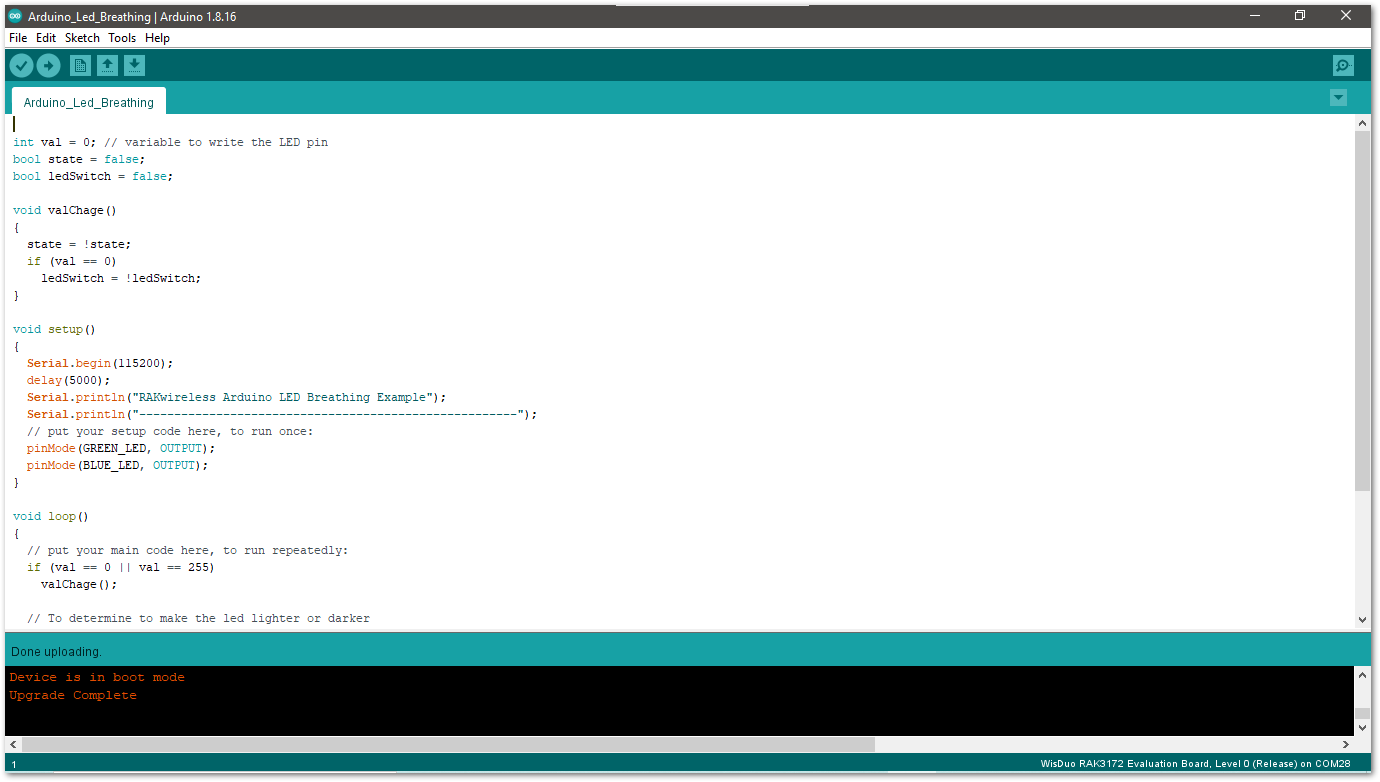 Arduino_Led_Breathing | Arduino 1.8.16
File Edit Sketch Tools Help
Arduino_Led_Breathing
int val = 0; // variable to write the LED pin
bool state = false;
bool ledSwitch = false;
void valChage()
{
  state = !state;
  if (val == 0)
    ledSwitch = !ledSwitch;
}
void setup()
{
  Serial.begin(115200);
  delay(5000);
  Serial.println("RAKwireless Arduino LED Breathing Example");
  Serial.println("------------------------------------------------------");
  // put your setup code here, to run once:
  pinMode(GREEN_LED, OUTPUT);
  pinMode(BLUE_LED, OUTPUT);
}
void loop()
{
  // put your main code here, to run repeatedly:
  if (val == 0 || val == 255)
    valChage();
  // To determine to make the led lighter or darker
Done uploading.
Device is in boot mode
Upgrade Complete
1 WisDuo RAK3172 Evaluation Board, Level 0 (Release) on COM28